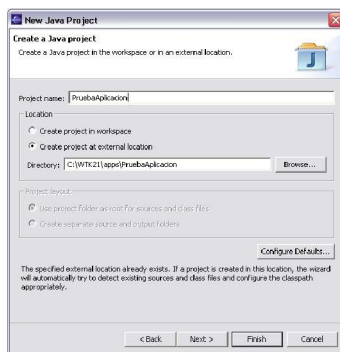 New Java Project
Create a Java project
Create a Java project in the workspace or in an external location.
Project name: PruebaAplicacion
Location
Create project in workspace
Create project at external location
Directory: C:\WTK21\apps\PruebaAplicacion Browse...
Project layout
Use project folder as root for sources and class files
Create separate source and output folders
Configure Defaults...
The specified external location already exists. If a project is created in this location, the wizard
will automatically try to detect existing sources and class files and configure the classpath
appropriately.
< Back Next > Finish Cancel